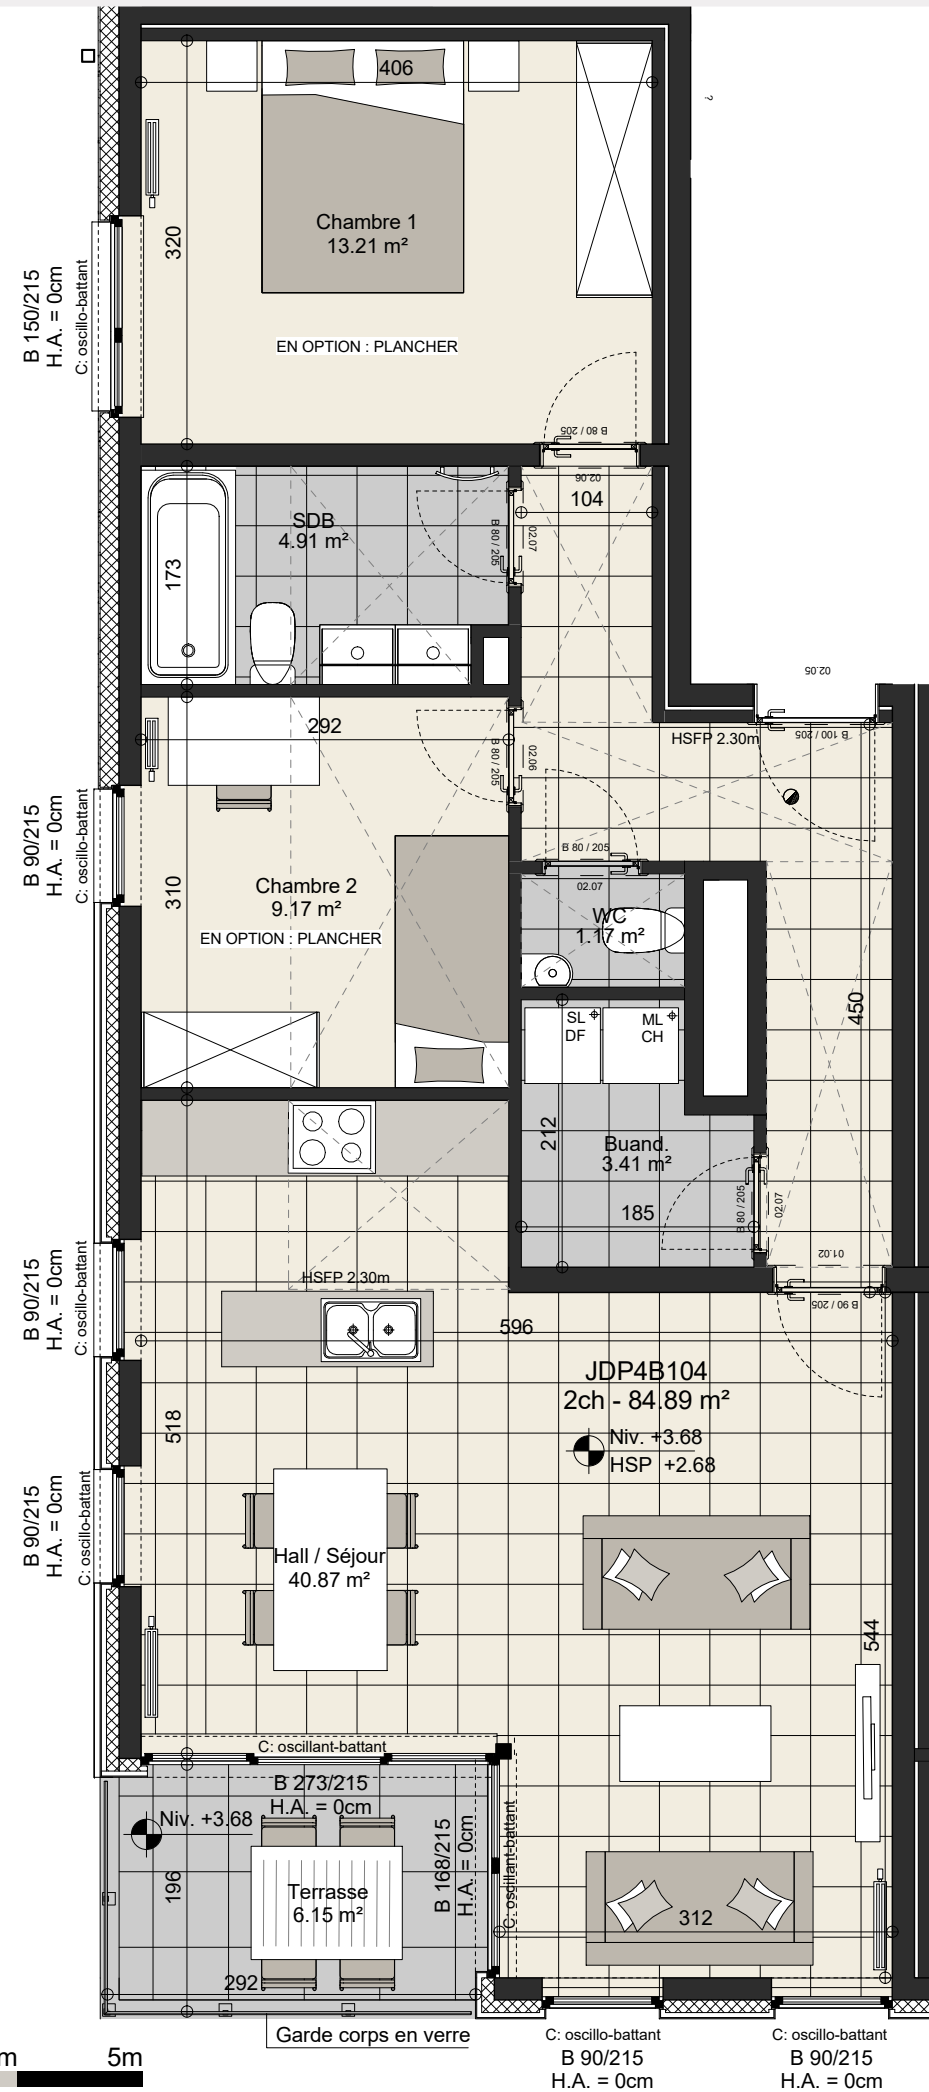 406
?
Chambre 1
13.21 m²
320
B 150/215
H.A. = 0cm
C: oscillo-battant
EN OPTION : PLANCHER
B 80 / 205
02.06
104
SDB
4.91 m²
B 80 / 205
02.07
173
02.05
292
B 80 / 205
02.06
HSFP 2.30m
B 100 / 205
B 90/215
H.A. = 0cm
C: oscillo-battant
B 80 / 205
02.07
310
Chambre 2
9.17 m²
EN OPTION : PLANCHER
WC
1.17 m²
450
SL
DF
ML
CH
212
Buand.
3.41 m²
185
B 80 / 205
02.07
01.02
B 90 / 205
B 90/215
H.A. = 0cm
C: oscillo-battant
HSFP 2.30m
596
JDP4B104
2ch - 84.89 m²
Niv. +3.68
HSP +2.68
518
B 90/215
H.A. = 0cm
C: oscillo-battant
Hall / Séjour
40.87 m²
544
C: oscillant-battant
B 273/215
H.A. = 0cm
Niv. +3.68
B 168/215
H.A. = 0cm
C: oscillant-battant
196
Terrasse
6.15 m²
312
292
Garde corps en verre
C: oscillo-battant
B 90/215
H.A. = 0cm
C: oscillo-battant
B 90/215
H.A. = 0cm
m
5m